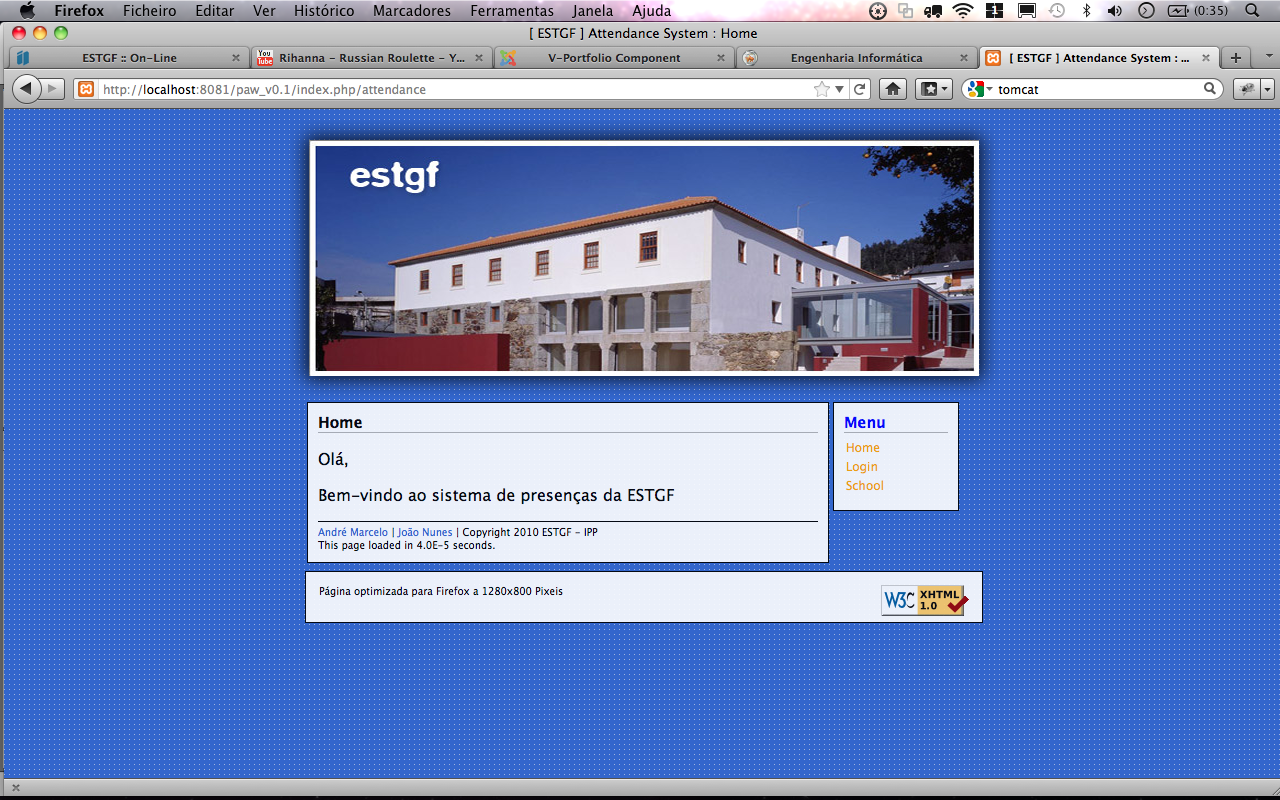 Firefox Ficheiro Editar Ver Histórico Marcadores Ferramentas Janela Ajuda 1 (0:35)
[ ESTGF ] Attendance System : Home
ESTGF :: On-Line You Tube Rihanna - Russian Roulette - Y... V-Portfolio Component Engenharia Informática [ ESTGF ] Attendance System : ...
http://localhost:8081/paw_v0.1/index.php/attendance tomcat
estgf
Home
Olá,
Bem-vindo ao sistema de presenças da ESTGF
André Marcelo | João Nunes | Copyright 2010 ESTGF - IPP
This page loaded in 4.0E-5 seconds.
Menu
Home
Login
School
Página optimizada para Firefox a 1280x800 Pixeis
W3C XHTML
1.0